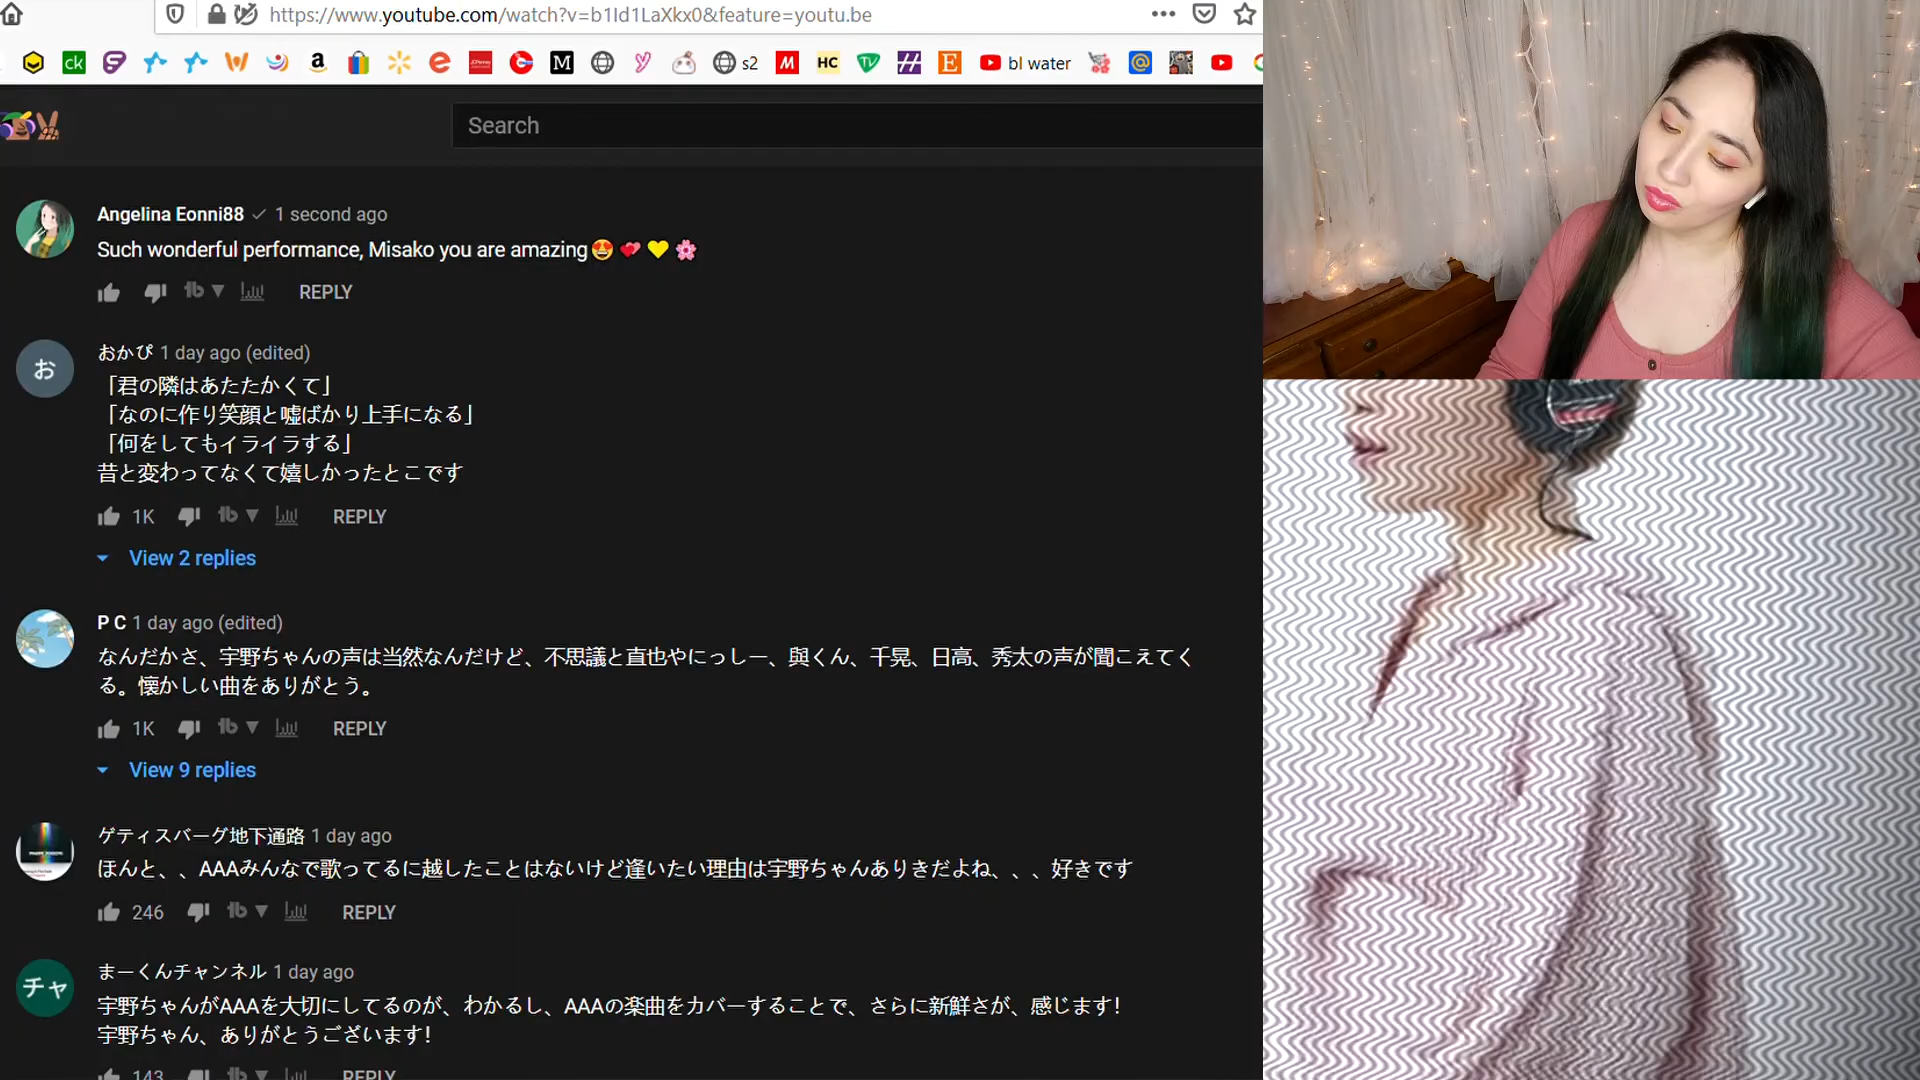 https://www.youtube.com/watch?v=b1Id1LaXkx0&feature=youtu.be
ck
s2
HC
bl water
Search
Angelina Eonni88 1 second ago
Such wonderful performance, Misako you are amazing😍💕💛🌸
REPLY
お
おかぴ 1 day ago (edited)
「君の隣はあたたかくて」
「なのに作り笑顔と嘘ばかり上手になる」
「何をしてもイライラする」
昔と変わってなくて嬉しかったとこです
1K REPLY
View 2 replies
P C 1 day ago (edited)
なんだかさ、宇野ちゃんの声は当然なんだけど、不思議と直也やにっしー、與くん、千晃、日高、秀太の声が聞こえてく
る。懐かしい曲をありがとう。
1K REPLY
View 9 replies
ゲティスバーグ地下通路 1 day ago
ほんと、、AAAみんなで歌ってるに越したことはないけど逢いたい理由は宇野ちゃんありきだよね、、、好きです
246 REPLY
チャ
まーくんチャンネル 1 day ago
宇野ちゃんがAAAを大切にしてるのが、わかるし、AAAの楽曲をカバーすることで、さらに新鮮さが、感じます！
宇野ちゃん、ありがとうございます！
143 REPLY